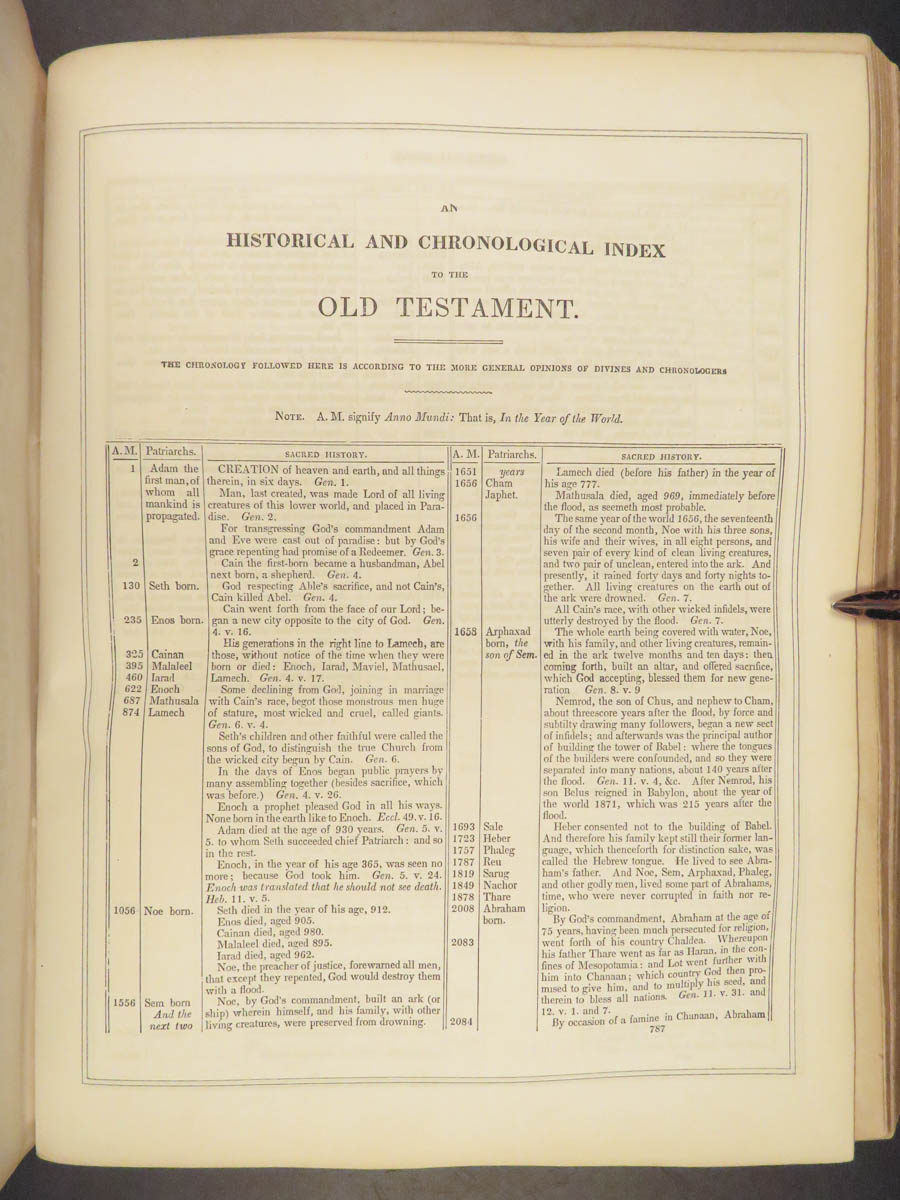 AN
HISTORICAL AND CHRONOLOGICAL INDEX
TO THE
OLD TESTAMENT.
THE CHRONOLOGY FOLLOWED HERE IS ACCORDING TO THE MORE GENERAL OPINIONS OF DIVINES AND CHRONOLOGERS
NOTE. A. M. signify Anno Mundi: That is, In the Year of the World.
A. M. Patriarchs. SACRED HISTORY.
1 Adam the CREATION of heaven and earth, and all things
first man, of therein, in six days. Gen. 1.
whom all Man, last created, was made Lord of all living
mankind is creatures of this lower world, and placed in Para-
propagated. dise. Gen. 2.
For transgressing God's commandment Adam
and Eve were cast out of paradise: but by God's
grace repenting had promise of a Redeemer. Gen. 3.
2 Cain the first-born became a husbandman, Abel
next born, a shepherd. Gen. 4.
130 Seth born. God respecting Able's sacrifice, and not Cain's,
Cain killed Abel. Gen. 4.
Cain went forth from the face of our Lord; be-
235 Enos born. gan a new city opposite to the city of God. Gen.
4. v. 16.
His generations in the right line to Lamech, are
325 Cainan those, without notice of the time when they were
395 Malaleel born or died: Enoch, Iarad, Maviel, Mathusael,
460 Iarad Lamech. Gen. 4. v. 17.
622 Enoch Some declining from God, joining in marriage
687 Mathusala with Cain's race, begot those monstrous men huge
874 Lamech of stature, most wicked and cruel, called giants.
Gen. 6. v. 4.
Seth's children and other faithful were called the
sons of God, to distinguish the true Church from
the wicked city begun by Cain. Gen. 6.
In the days of Enos began public prayers by
many assembling together (besides sacrifice, which
was before.) Gen. 4. v. 26.
Enoch a prophet pleased God in all his ways.
None born in the earth like to Enoch. Eccl. 49. v. 16.
Adam died at the age of 930 years. Gen. 5. v.
5. to whom Seth succeeded chief Patriarch: and so
in the rest.
Enoch, in the year of his age 365, was seen no
more; because God took him. Gen. 5. v. 24.
Enoch was translated that he should not see death.
Heb. 11. v. 5.
1056 Noe born. Seth died in the year of his age, 912.
Enos died, aged 905.
Cainan died, aged 980.
Malaleel died, aged 895.
Iarad died, aged 962.
Noe, the preacher of justice, forewarned all men,
that except they repented, God would destroy them
with a flood.
1556 Sem born Noe, by God's commandment, built an ark (or
And the ship) wherein himself, and his family, with other
next two living creatures, were preserved from drowning.
A. M. Patriarchs. SACRED HISTORY.
1651 years Lamech died (before his father) in the year of
1656 Cham his age 777.
Japhet. Mathusala died, aged 969, immediately before
the flood, as seemeth most probable.
1656 The same year of the world 1656, the seventeenth
day of the second month, Noe with his three sons,
his wife and their wives, in all eight persons, and
seven pair of every kind of clean living creatures,
and two pair of unclean, entered into the ark. And
presently, it rained forty days and forty nights to-
gether. All living creatures on the earth out of
the ark were drowned. Gen. 7.
All Cain's race, with other wicked infidels, were
utterly destroyed by the flood. Gen. 7.
1658 Arphaxad The whole earth being covered with water, Noe,
born, the with his family, and other living creatures, remain-
son of Sem. ed in the ark twelve months and ten days: then
coming forth, built an altar, and offered sacrifice,
which God accepting, blessed them for new gene-
ration Gen. 8. v. 9
Nemrod, the son of Chus, and nephew to Cham,
about threescore years after the flood, by force and
subtilty drawing many followers, began a new sect
of infidels; and afterwards was the principal author
of building the tower of Babel: where the tongues
of the builders were confounded, and so they were
separated into many nations, about 140 years after
the flood. Gen. 11. v. 4, &c. After Nemrod, his
son Belus reigned in Babylon, about the year of
the world 1871, which was 215 years after the
flood.
1693 Sale Heber consented not to the building of Babel.
1723 Heber And therefore his family kept still their former lan-
1757 Phaleg guage, which thenceforth for distinction sake, was
1787 Reu called the Hebrew tongue. He lived to see Abra-
1819 Sarug ham's father. And Noe, Sem, Arphaxad, Phaleg,
1849 Nachor and other godly men, lived some part of Abrahams,
1878 Thare time, who were never corrupted in faith nor re-
2008 Abraham ligion.
born. By God's commandment, Abraham at the age of
75 years, having been much persecuted for religion,
2083 went forth of his country Chaldea. Whereupon
his father Thare went as far as Haran, in the con-
fines of Mesopotamia: and Lot went further with
him into Chanaan; which country God then pro-
mised to give him, and to multiply his seed, and
therein to bless all nations. Gen. 11. v. 31. and
12. v. 1. and 7.
2084 By occasion of a famine in Chanaan, Abraham
787